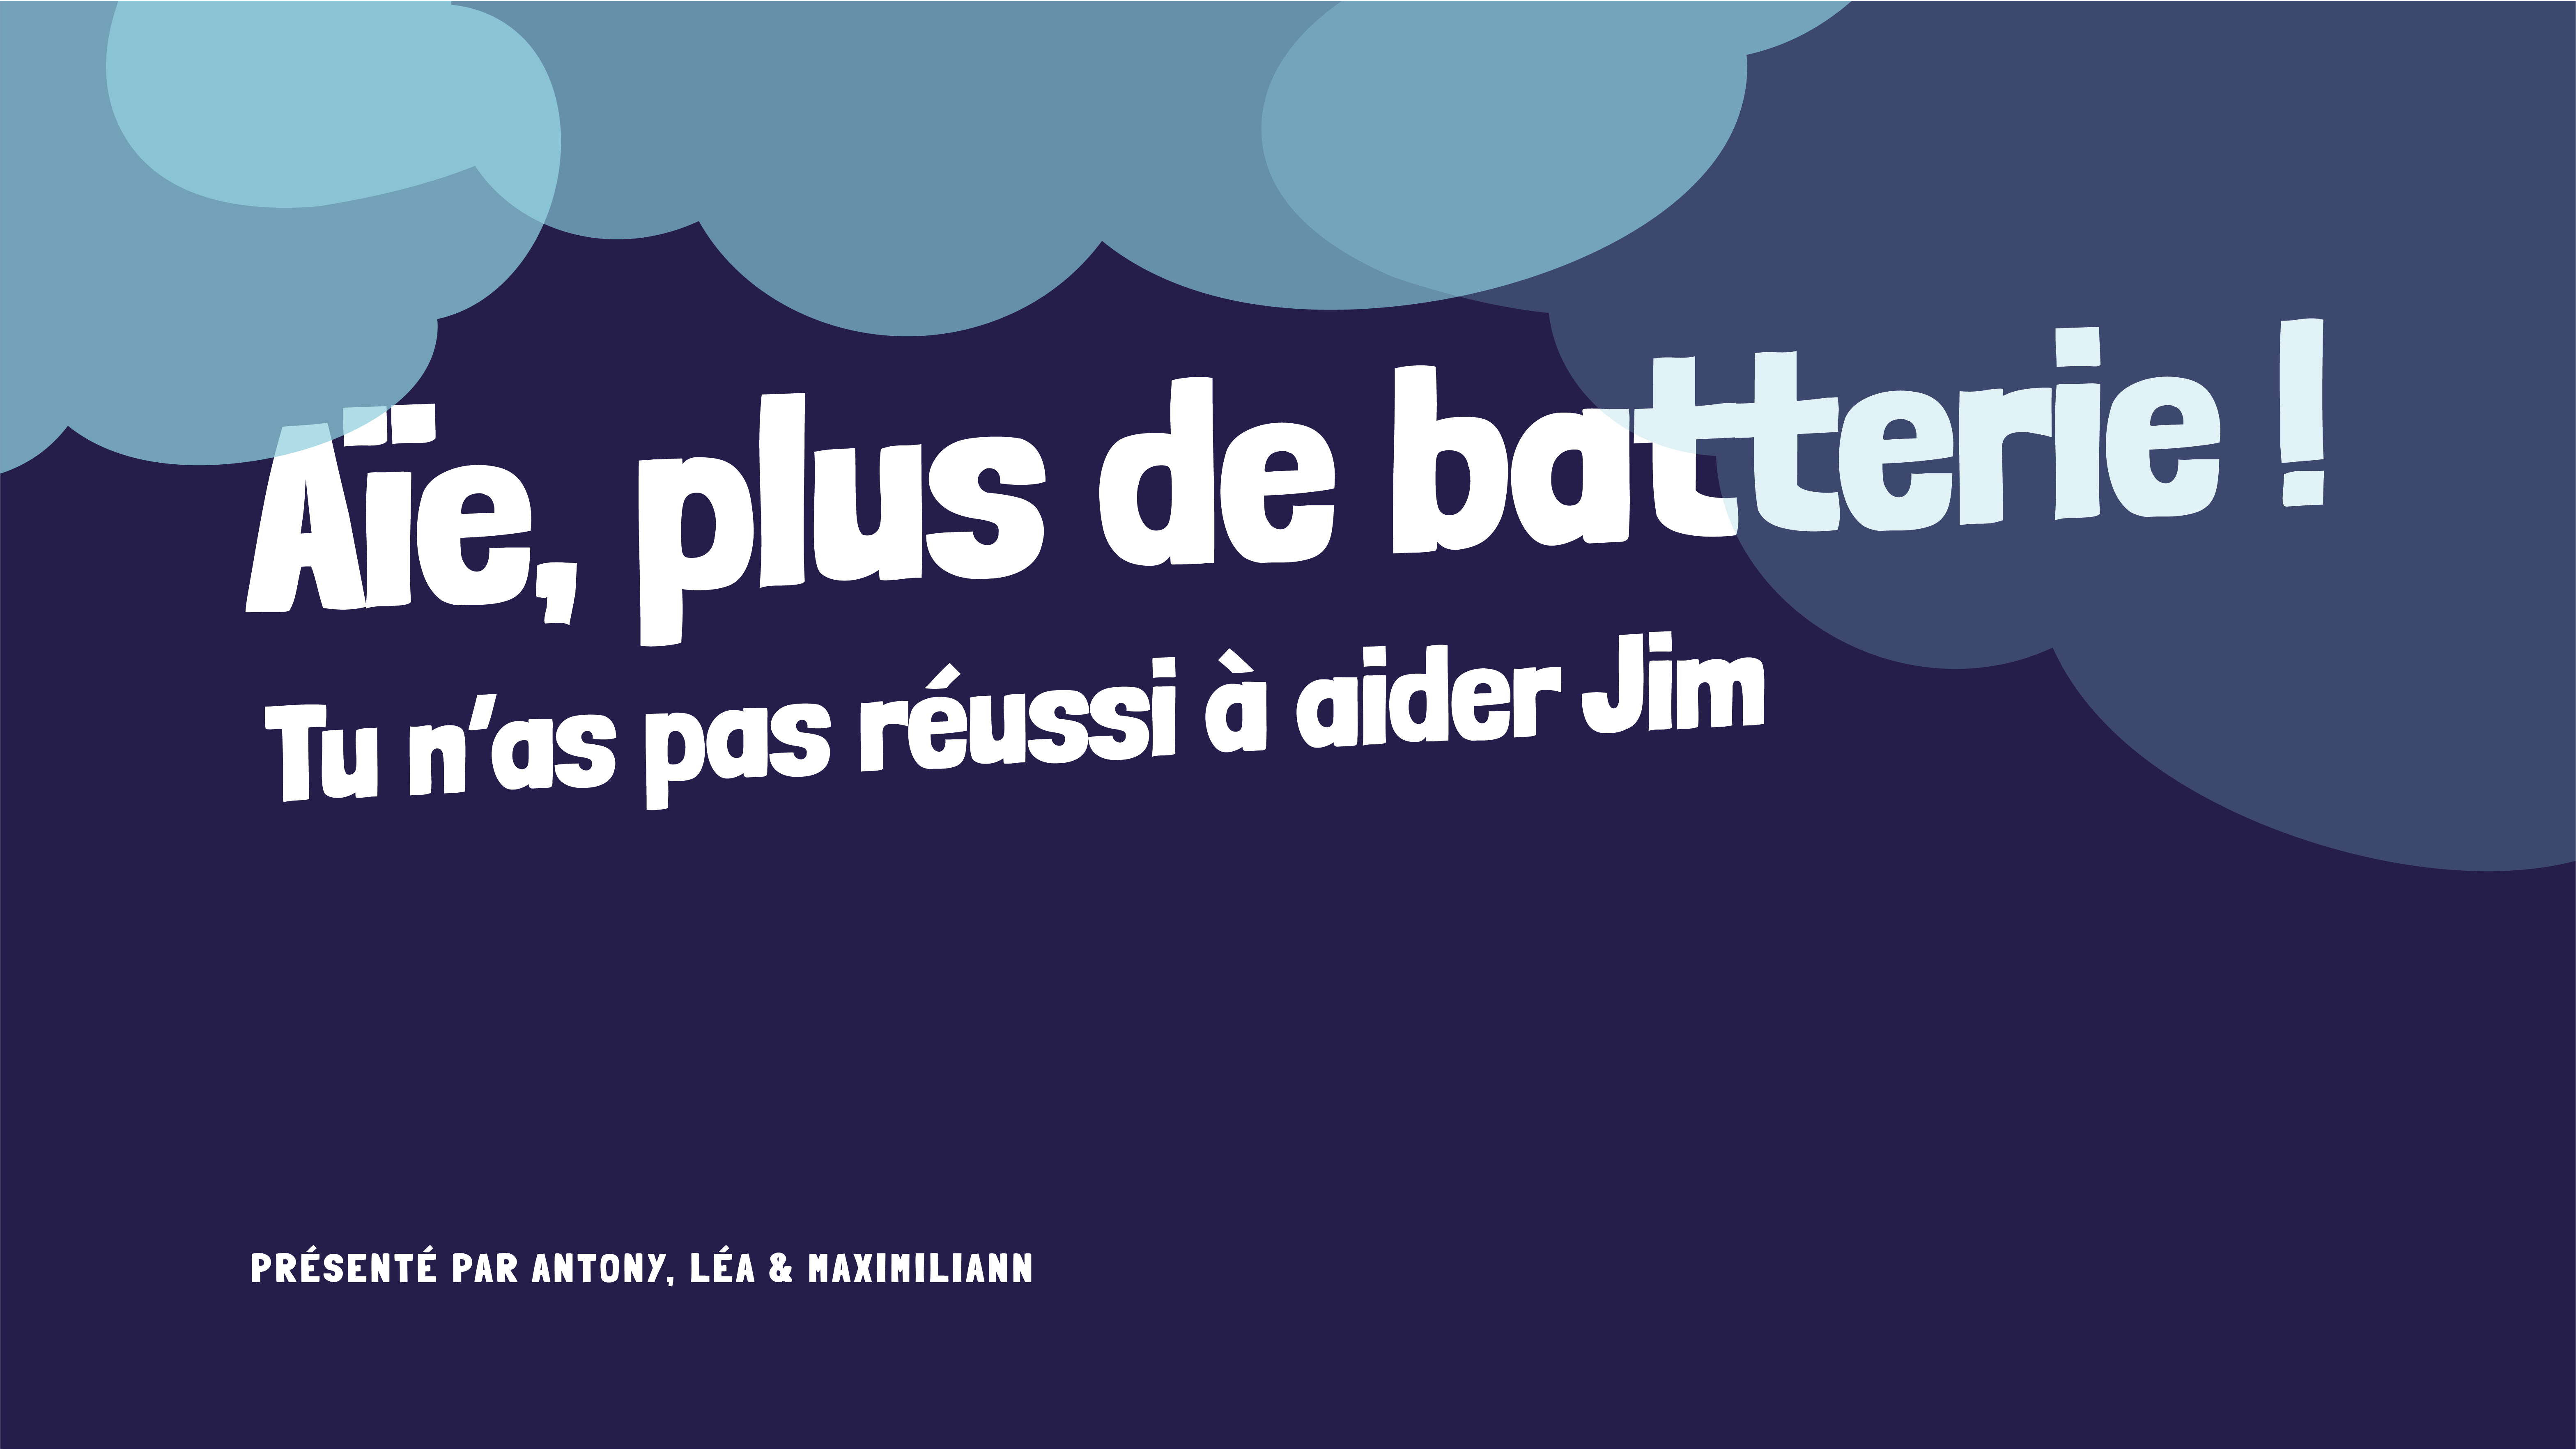 Aïe, plus de batterie !
Tu n’as pas réussi à aider Jim
PRÉSENTÉ PAR ANTONY, LÉA & MAXIMILIANN